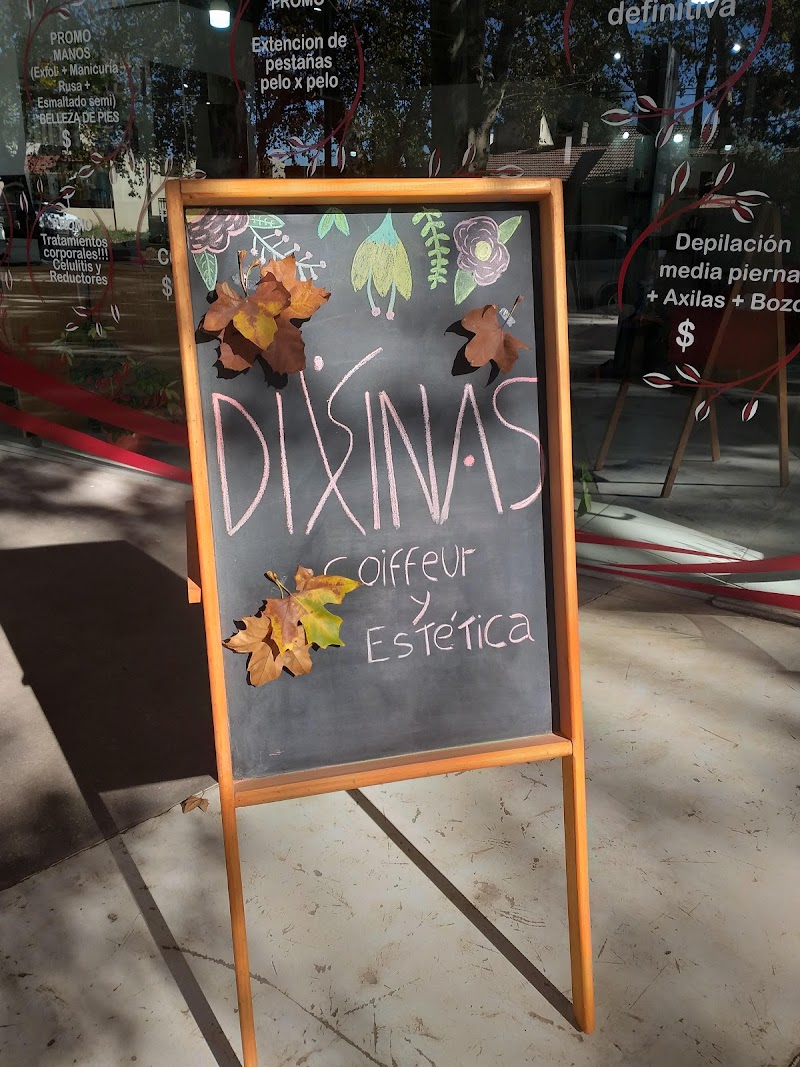 PROMO
MANOS
(Exfoli + Manicuria
Rusa +
Esmaltado semi)
*BELLEZA DE PIES
$
PROMO
Extencion de
pestañas
pelo x pelo
definitiva
Tratamientos
corporales!!!
Celulitis y
Reductores
$
Depilación
media pierna
+ Axilas + Bozo
$
DIXINAS
Coiffeur
y
Estética